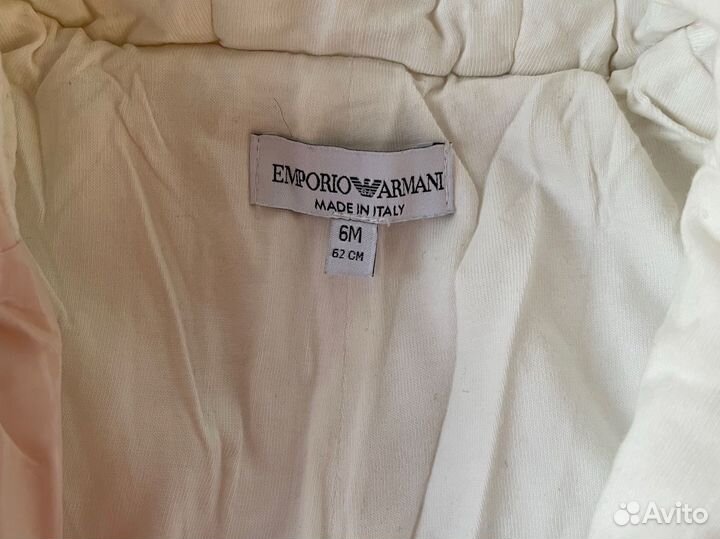 EMPORIO ARMANI
MADE IN ITALY
6M
62 CM
Avito